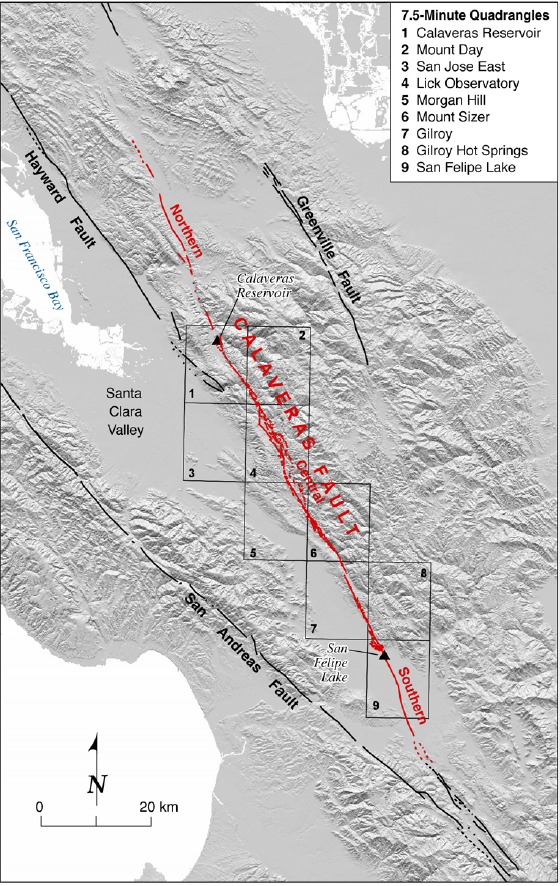 7.5-Minute Quadrangles
1 Calaveras Reservoir
2 Mount Day
3 San Jose East
4 Lick Observatory
5 Morgan Hill
6 Mount Sizer
7 Gilroy
8 Gilroy Hot Springs
9 San Felipe Lake
Hayward Fault
Northern
Greenville Fault
San Francisco Bay
Calaveras
Reservoir
CALAVERAS FAULT
2
1
Santa
Clara
Valley
Central
3
4
5
6
8
7
San Andreas Fault
San
Felipe
Lake
Southern
9
N
0 20 km